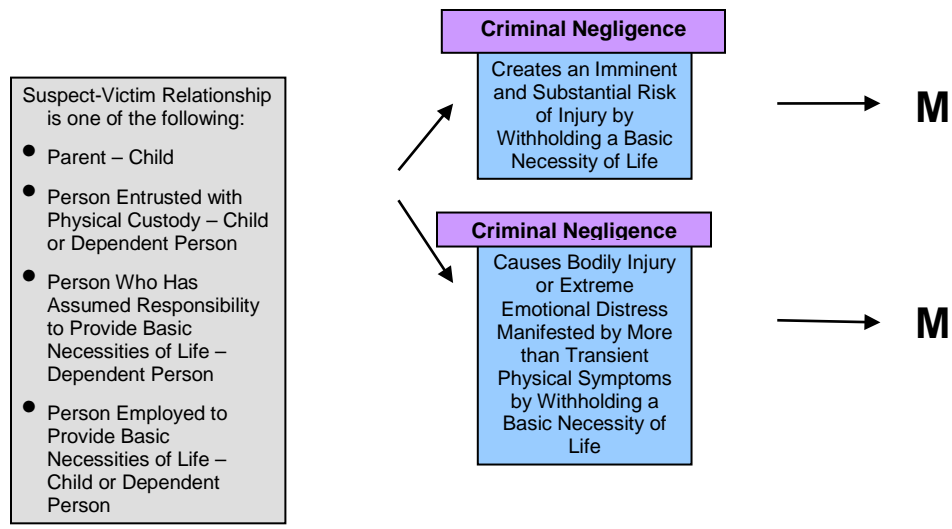 Suspect-Victim Relationship
is one of the following:
● Parent – Child
● Person Entrusted with
Physical Custody – Child
or Dependent Person
● Person Who Has
Assumed Responsibility
to Provide Basic
Necessities of Life –
Dependent Person
● Person Employed to
Provide Basic
Necessities of Life –
Child or Dependent
Person
Criminal Negligence
Creates an Imminent
and Substantial Risk
of Injury by
Withholding a Basic
Necessity of Life
M
Criminal Negligence
Causes Bodily Injury
or Extreme
Emotional Distress
Manifested by More
than Transient
Physical Symptoms
by Withholding a
Basic Necessity of
Life
M